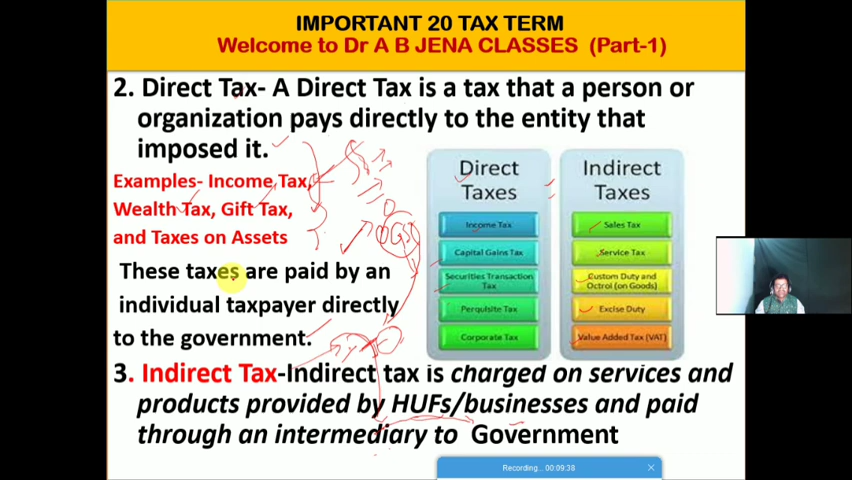 IMPORTANT 20 TAX TERM
Welcome to Dr A B JENA CLASSES (Part-1)
2. Direct Tax- A Direct Tax is a tax that a person or
organization pays directly to the entity that
imposed it.
Examples- Income Tax,
Wealth Tax, Gift Tax,
and Taxes on Assets
These taxes are paid by an
individual taxpayer directly
to the government.
Direct
Taxes
Income Tax
Capital Gains Tax
Securities Transaction
Tax
Perquisite Tax
Corporate Tax
Indirect
Taxes
Sales Tax
Service Tax
Custom Duty and
Octroi (on Goods)
Excise Duty
Value Added Tax (VAT)
3. Indirect Tax-Indirect tax is charged on services and
products provided by HUFs/businesses and paid
through an intermediary to Government
Recording... 00:09:38